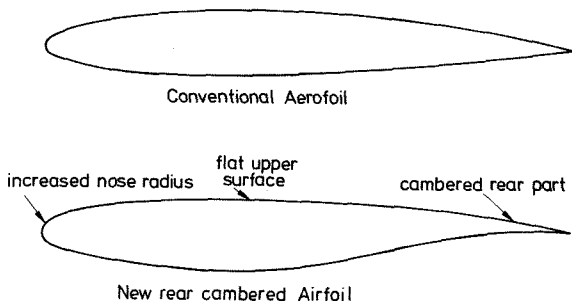 Conventional Aerofoil
flat upper
surface
increased nose radius
cambered rear part
New rear cambered Airfoil